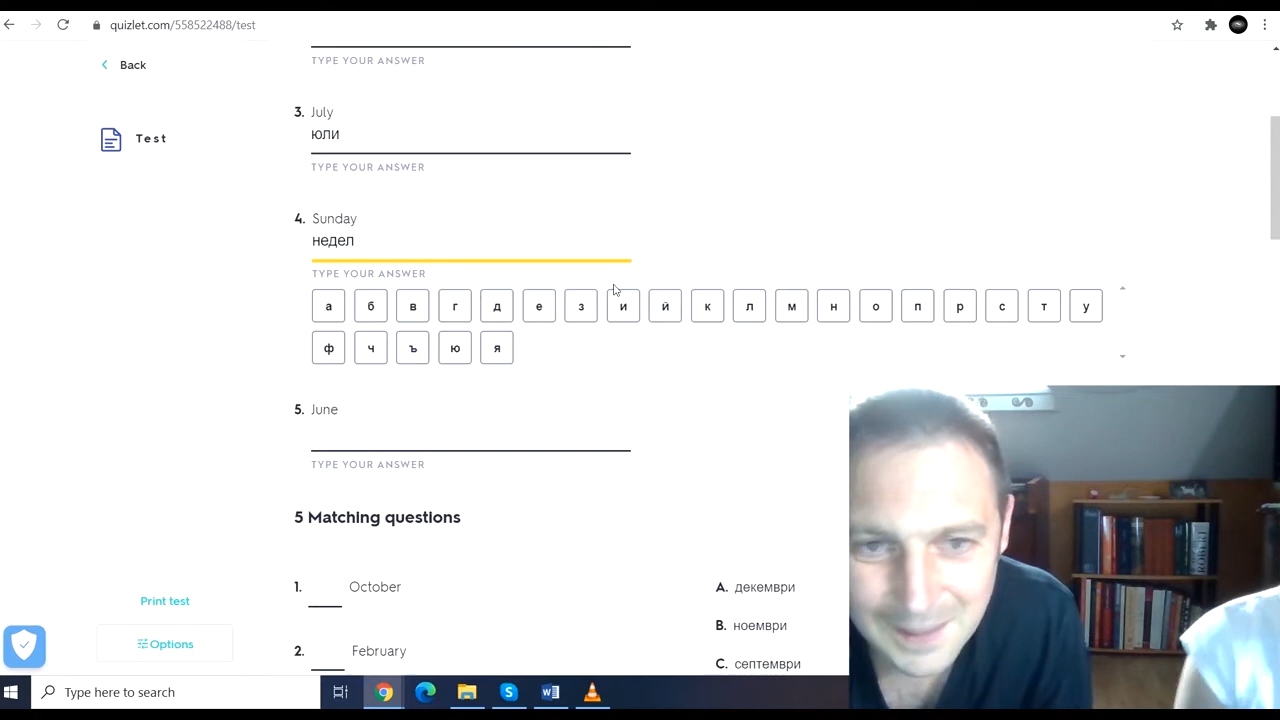 quizlet.com/558522488/test
Back
Test
TYPE YOUR ANSWER
3. July
юли
TYPE YOUR ANSWER
4. Sunday
недел
TYPE YOUR ANSWER
а б в г д е з и й к л м н о п р с т у
ф ч ъ ю я
5. June
TYPE YOUR ANSWER
5 Matching questions
1. October
A. декември
B. ноември
2. February
C. септември
Print test
Options
Type here to search